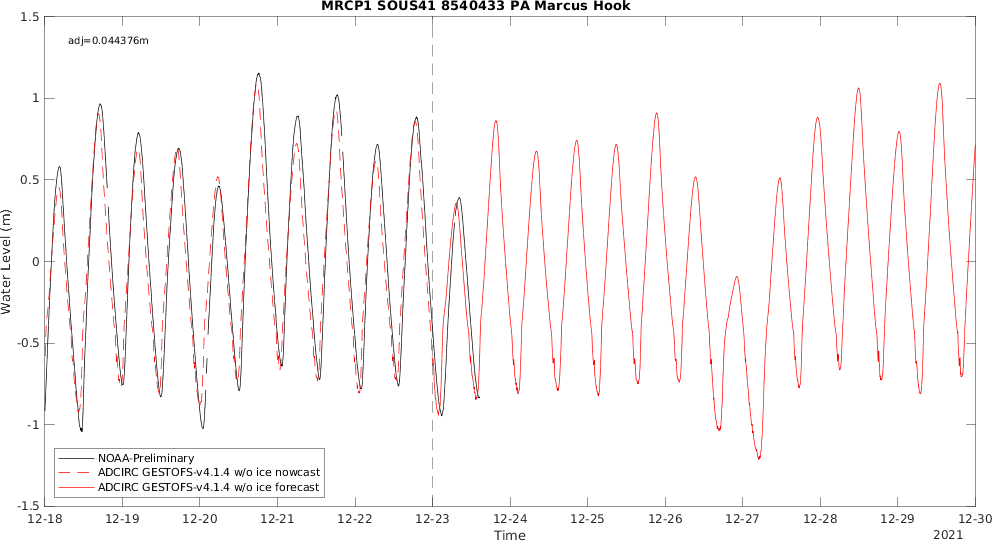 MRCP1 SOUS41 8540433 PA Marcus Hook
adj=0.044376m
1.5
1
0.5
0
-0.5
-1
-1.5
Water Level (m)
NOAA-Preliminary
ADCIRC GESTOFS-v4.1.4 w/o ice nowcast
ADCIRC GESTOFS-v4.1.4 w/o ice forecast
12-18 12-19 12-20 12-21 12-22 12-23 12-24 12-25 12-26 12-27 12-28 12-29 12-30
Time
2021